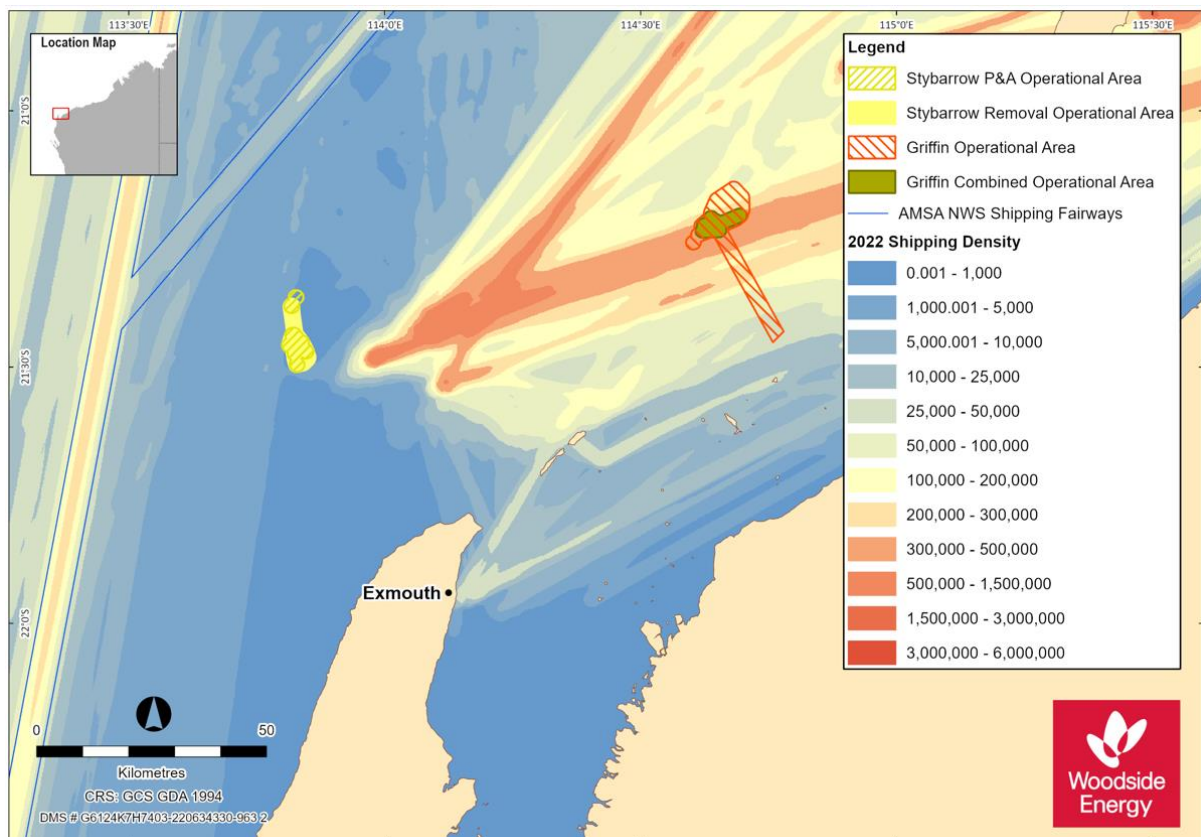 113°30'E
114°0'E
114°30'E
115°0'E
115°30'E
Location Map
21°0'S
21°30'S
22°0'S
Exmouth
0
50
Kilometres
CRS: GCS GDA 1994
DMS # G6124K7H7403-220634330-963 2
Legend
Stybarrow P&A Operational Area
Stybarrow Removal Operational Area
Griffin Operational Area
Griffin Combined Operational Area
AMSA NWS Shipping Fairways
2022 Shipping Density
0.001 - 1,000
1,000.001 - 5,000
5,000.001 - 10,000
10,000 - 25,000
25,000 - 50,000
50,000 - 100,000
100,000 - 200,000
200,000 - 300,000
300,000 - 500,000
500,000 - 1,500,000
1,500,000 - 3,000,000
3,000,000 - 6,000,000
Woodside
Energy